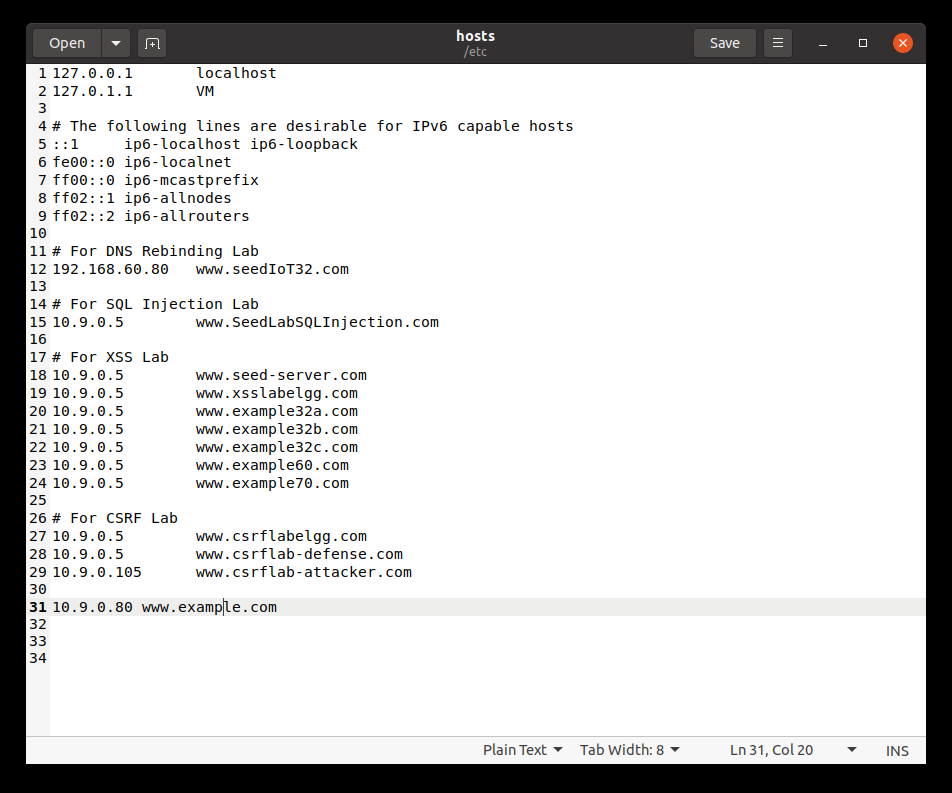 Open
hosts
/etc
Save
1 127.0.0.1 localhost
2 127.0.1.1 VM
3
4 # The following lines are desirable for IPv6 capable hosts
5 ::1 ip6-localhost ip6-loopback
6 fe00::0 ip6-localnet
7 ff00::0 ip6-mcastprefix
8 ff02::1 ip6-allnodes
9 ff02::2 ip6-allrouters
10
11 # For DNS Rebinding Lab
12 192.168.60.80 www.seedIoT32.com
13
14 # For SQL Injection Lab
15 10.9.0.5 www.SeedLabSQLInjection.com
16
17 # For XSS Lab
18 10.9.0.5 www.seed-server.com
19 10.9.0.5 www.xsslabelgg.com
20 10.9.0.5 www.example32a.com
21 10.9.0.5 www.example32b.com
22 10.9.0.5 www.example32c.com
23 10.9.0.5 www.example60.com
24 10.9.0.5 www.example70.com
25
26 # For CSRF Lab
27 10.9.0.5 www.csrflabelgg.com
28 10.9.0.5 www.csrflab-defense.com
29 10.9.0.105 www.csrflab-attacker.com
30
31 10.9.0.80 www.example.com
32
33
34
Plain Text Tab Width: 8 Ln 31, Col 20 INS